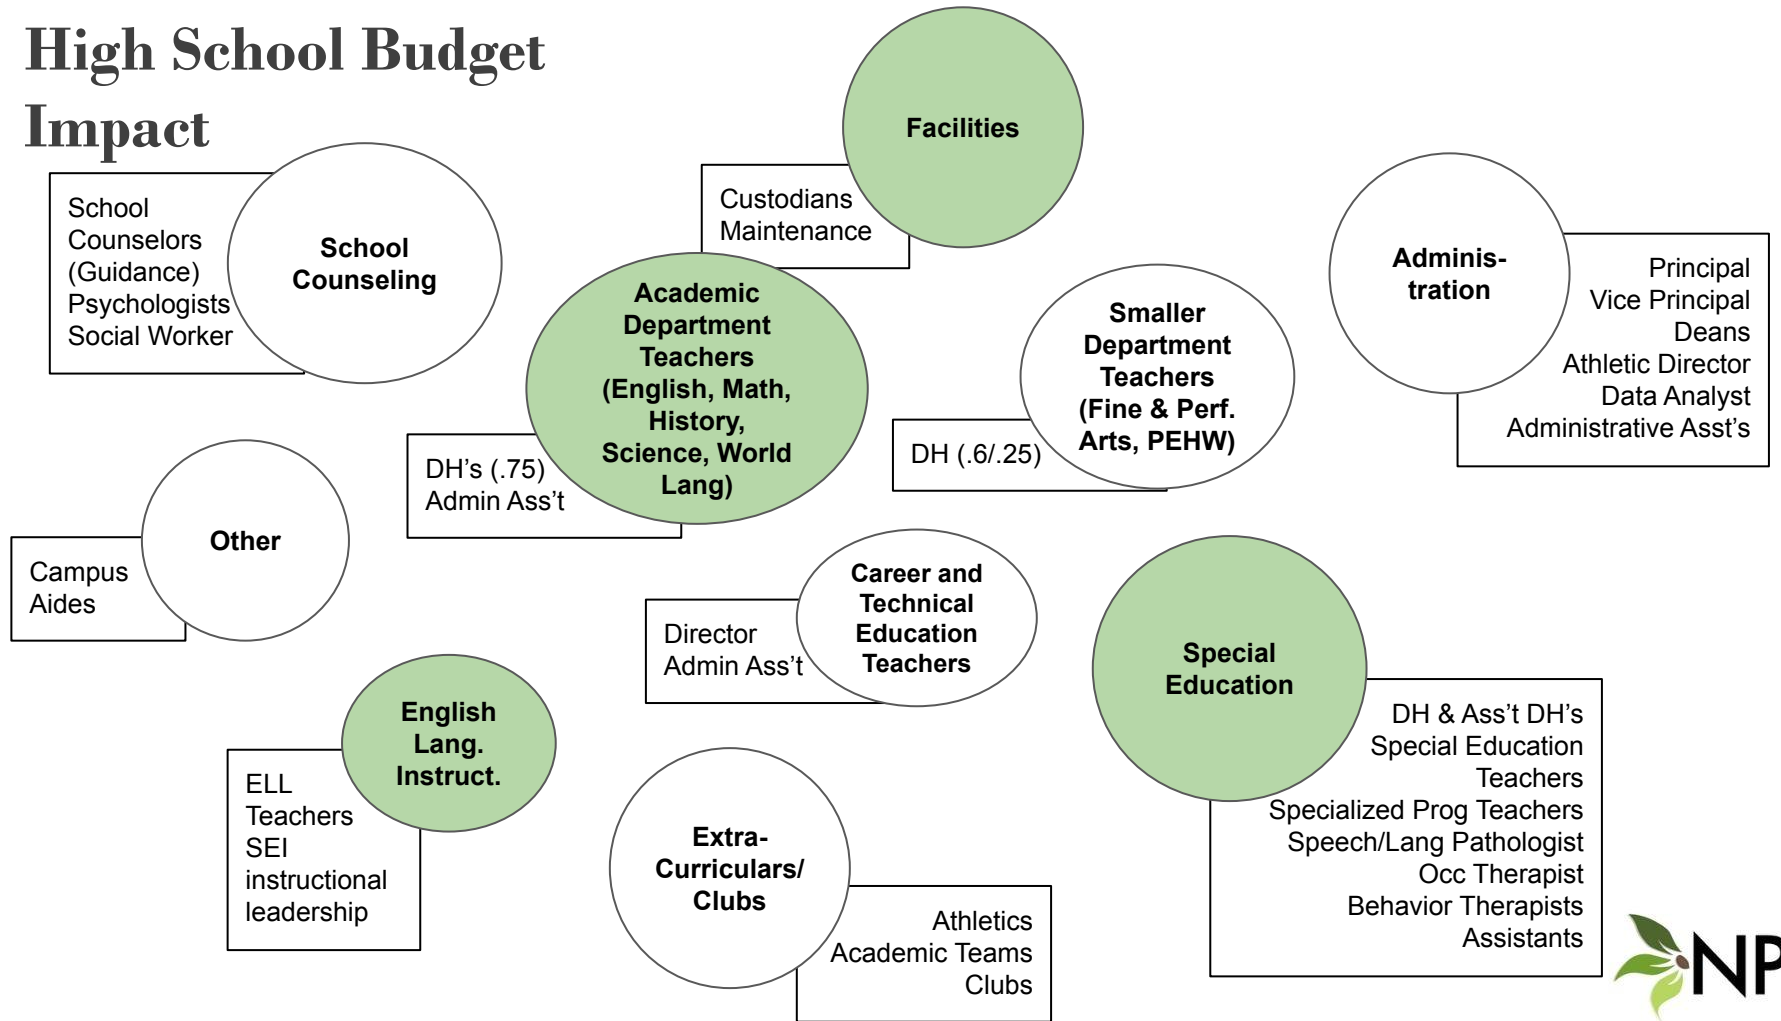 High School Budget
Impact
Facilities
Custodians
Maintenance
School
Counselors
(Guidance)
Psychologists
Social Worker
School
Counseling
Adminis-
tration
Principal
Vice Principal
Deans
Athletic Director
Data Analyst
Administrative Asst's
Academic
Department
Teachers
(English, Math,
History,
Science, World
Lang)
DH's (.75)
Admin Ass't
Smaller
Department
Teachers
(Fine & Perf.
Arts, PEHW)
DH (.6/.25)
Other
Campus
Aides
Career and
Technical
Education
Teachers
Director
Admin Ass't
Special
Education
DH & Ass't DH's
Special Education
Teachers
Specialized Prog Teachers
Speech/Lang Pathologist
Occ Therapist
Behavior Therapists
Assistants
English
Lang.
Instruct.
ELL
Teachers
SEI
instructional
leadership
Extra-
Curriculars/
Clubs
Athletics
Academic Teams
Clubs
NP